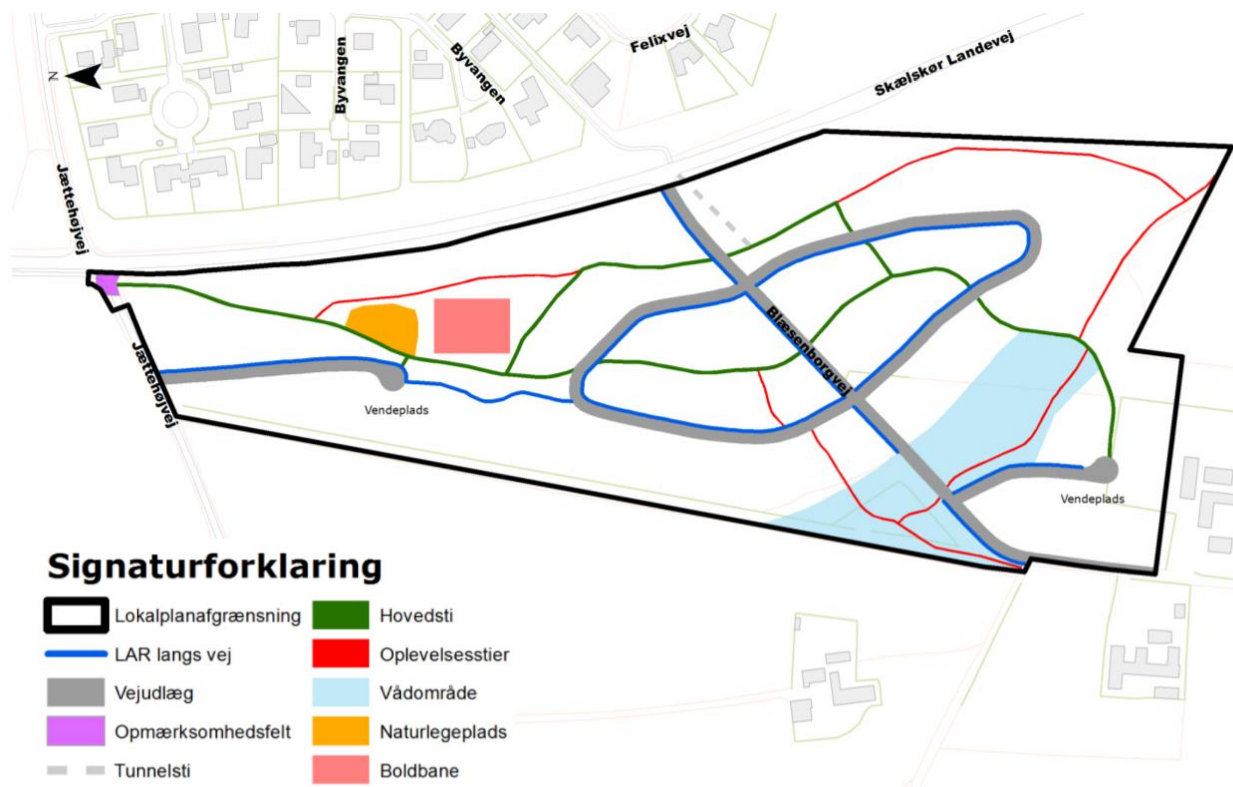 Felixvej
Skælskør Landevej
Byvangen
Byvangen
N
Jættehøjvej
Jættehøjvej
Blæsenborgvej
Vendeplads
Vendeplads
Signaturforklaring
Lokalplanafgrænsning
LAR langs vej
Vejudlæg
Opmærksomhedsfelt
Tunnelsti
Hovedsti
Oplevelsesstier
Vådområde
Naturlegeplads
Boldbane